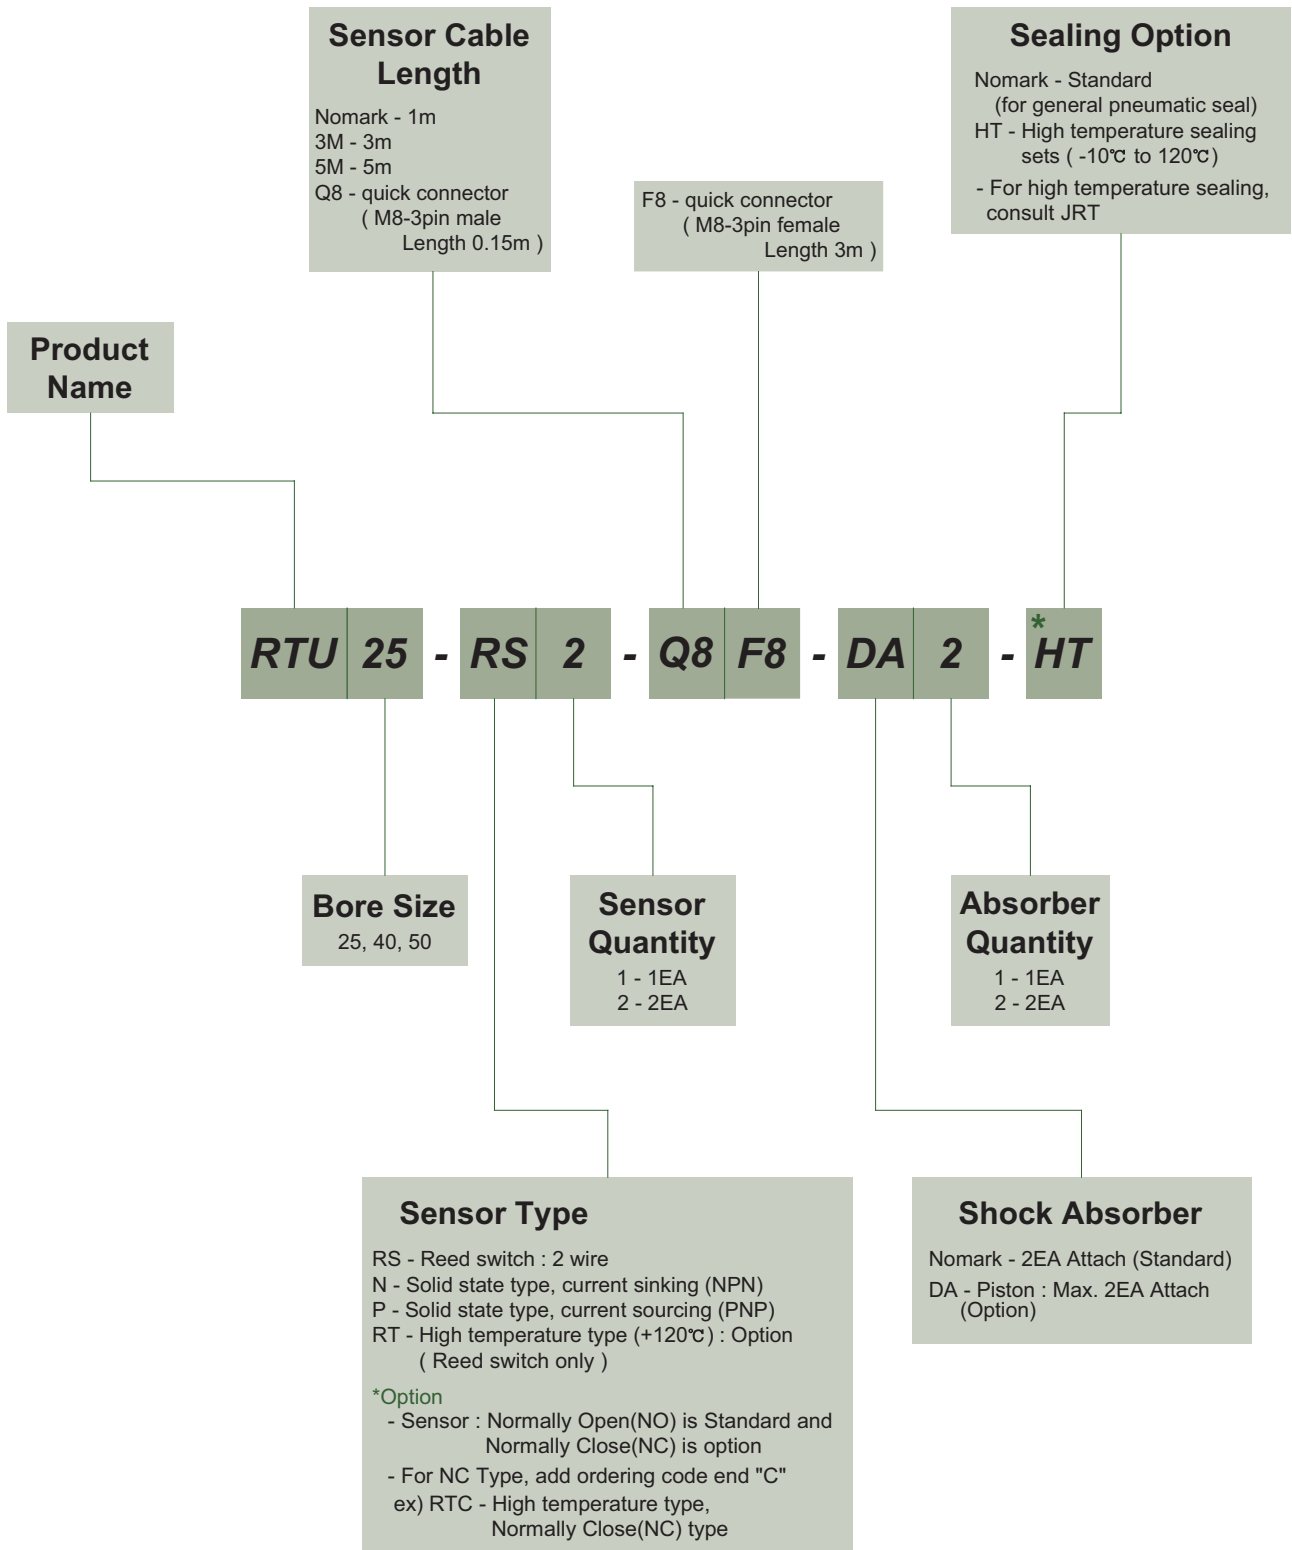 Sensor Cable
Length
Nomark - 1m
3M - 3m
5M - 5m
Q8 - quick connector
( M8-3pin male
Length 0.15m )
F8 - quick connector
( M8-3pin female
Length 3m )
Sealing Option
Nomark - Standard
(for general pneumatic seal)
HT - High temperature sealing
sets ( -10℃ to 120℃)
- For high temperature sealing,
consult JRT
Product
Name
RTU 25 - RS 2 - Q8 F8 - DA 2 - *HT
Bore Size
25, 40, 50
Sensor
Quantity
1 - 1EA
2 - 2EA
Absorber
Quantity
1 - 1EA
2 - 2EA
Sensor Type
RS - Reed switch : 2 wire
N - Solid state type, current sinking (NPN)
P - Solid state type, current sourcing (PNP)
RT - High temperature type (+120℃) : Option
( Reed switch only )
*Option
- Sensor : Normally Open(NO) is Standard and
Normally Close(NC) is option
- For NC Type, add ordering code end "C"
ex) RTC - High temperature type,
Normally Close(NC) type
Shock Absorber
Nomark - 2EA Attach (Standard)
DA - Piston : Max. 2EA Attach
(Option)